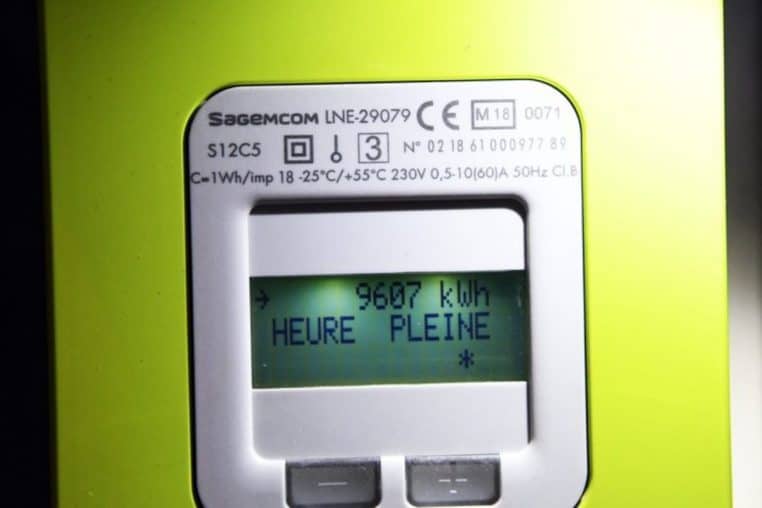 SAGEMCOM LNE-29079 CE M 18 0071
S12C5 3 N° 02 18 61 000977 89
C=1Wh/imp 18 -25°C/+55°C 230V 0,5-10(60)A 50Hz Cl.B
→ 9607 kWh
HEURE PLEINE
*